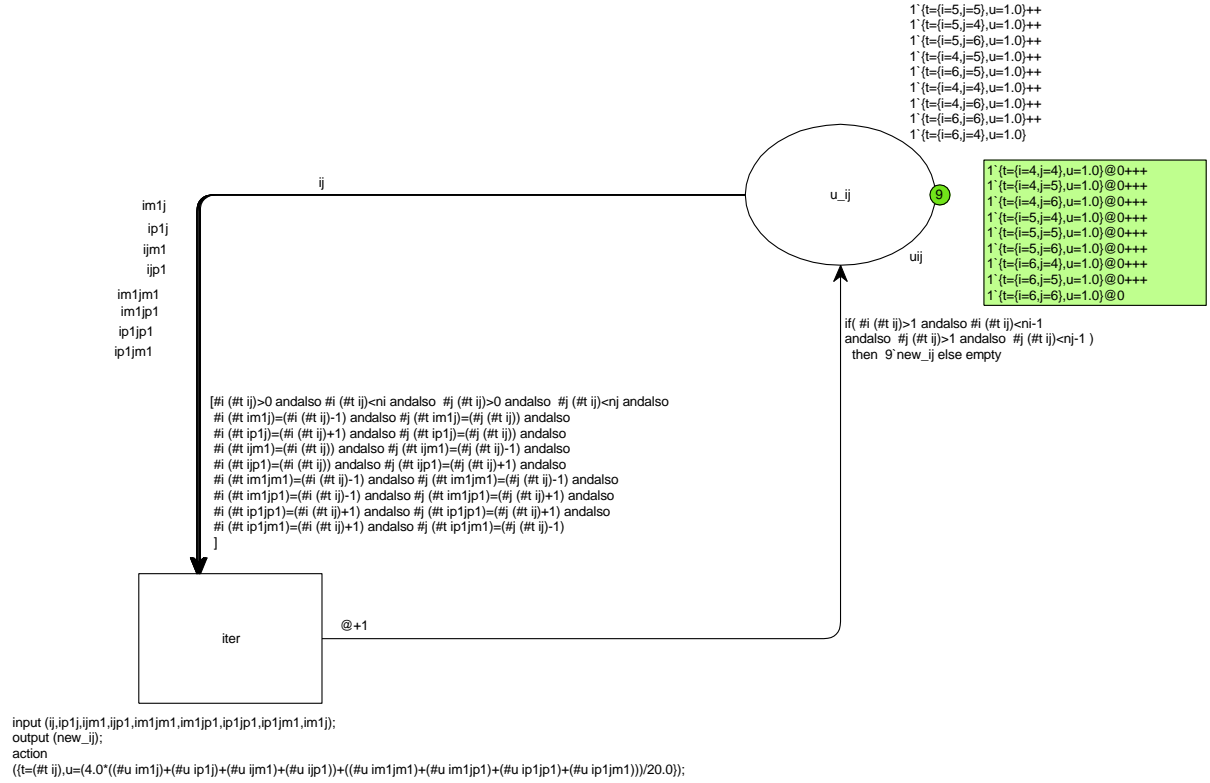 1`{t={i=5,j=5},u=1.0}++
1`{t={i=5,j=4},u=1.0}++
1`{t={i=5,j=6},u=1.0}++
1`{t={i=4,j=5},u=1.0}++
1`{t={i=6,j=5},u=1.0}++
1`{t={i=4,j=4},u=1.0}++
1`{t={i=4,j=6},u=1.0}++
1`{t={i=6,j=6},u=1.0}++
1`{t={i=6,j=4},u=1.0}
ij
u_ij
9
1`{t={i=4,j=4},u=1.0}@0+++
1`{t={i=4,j=5},u=1.0}@0+++
1`{t={i=4,j=6},u=1.0}@0+++
1`{t={i=5,j=4},u=1.0}@0+++
1`{t={i=5,j=5},u=1.0}@0+++
1`{t={i=5,j=6},u=1.0}@0+++
1`{t={i=6,j=4},u=1.0}@0+++
1`{t={i=6,j=5},u=1.0}@0+++
1`{t={i=6,j=6},u=1.0}@0
uij
im1j
ip1j
ijm1
ijp1
im1jm1
im1jp1
ip1jp1
ip1jm1
if( #i (#t ij)>1 andalso #i (#t ij)<ni-1
andalso #j (#t ij)>1 andalso #j (#t ij)<nj-1 )
then 9`new_ij else empty
[#i (#t ij)>0 andalso #i (#t ij)<ni andalso #j (#t ij)>0 andalso #j (#t ij)<nj andalso
#i (#t im1j)=(#i (#t ij)-1) andalso #j (#t im1j)=(#j (#t ij)) andalso
#i (#t ip1j)=(#i (#t ij)+1) andalso #j (#t ip1j)=(#j (#t ij)) andalso
#i (#t ijm1)=(#i (#t ij)) andalso #j (#t ijm1)=(#j (#t ij)-1) andalso
#i (#t ijp1)=(#i (#t ij)) andalso #j (#t ijp1)=(#j (#t ij)+1) andalso
#i (#t im1jm1)=(#i (#t ij)-1) andalso #j (#t im1jm1)=(#j (#t ij)-1) andalso
#i (#t im1jp1)=(#i (#t ij)-1) andalso #j (#t im1jp1)=(#j (#t ij)+1) andalso
#i (#t ip1jp1)=(#i (#t ij)+1) andalso #j (#t ip1jp1)=(#j (#t ij)+1) andalso
#i (#t ip1jm1)=(#i (#t ij)+1) andalso #j (#t ip1jm1)=(#j (#t ij)-1)
]
iter
@+1
input (ij,ip1j,ijm1,ijp1,im1jm1,im1jp1,ip1jp1,ip1jm1,im1j);
output (new_ij);
action
({t=(#t ij),u=(4.0*((#u im1j)+(#u ip1j)+(#u ijm1)+(#u ijp1))+((#u im1jm1)+(#u im1jp1)+(#u ip1jp1)+(#u ip1jm1)))/20.0});